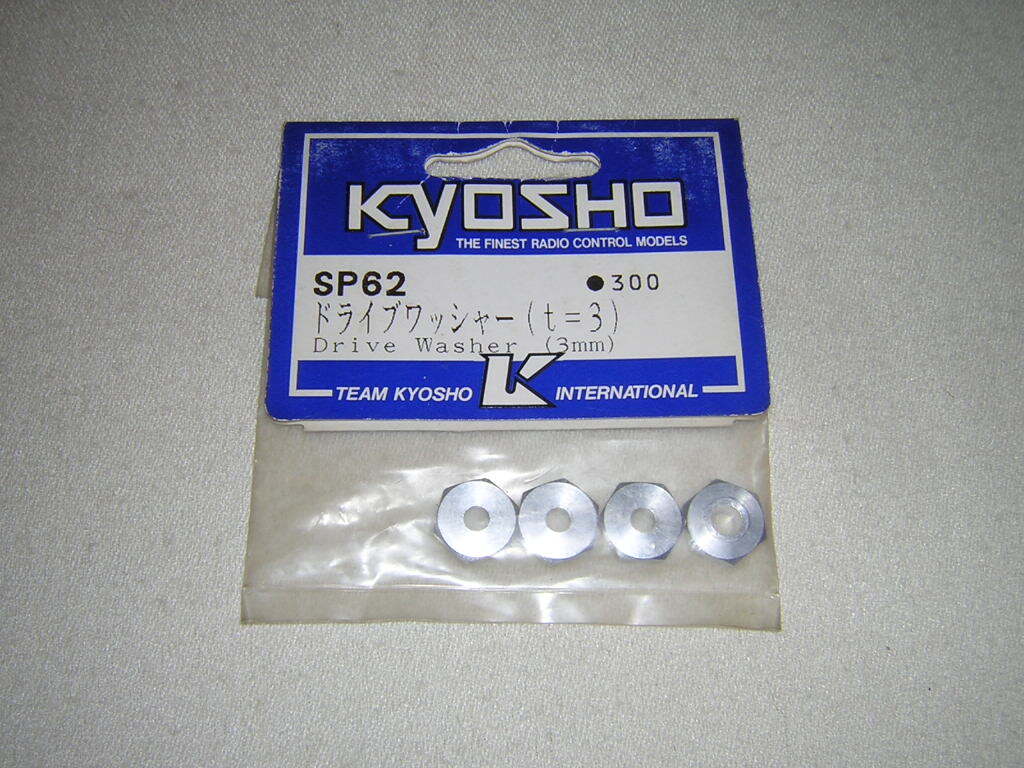 KYOSHO
THE FINEST RADIO CONTROL MODELS
SP62 ●300
ドライブワッシャー(t=3)
Drive Washer (3mm)
TEAM KYOSHO K INTERNATIONAL